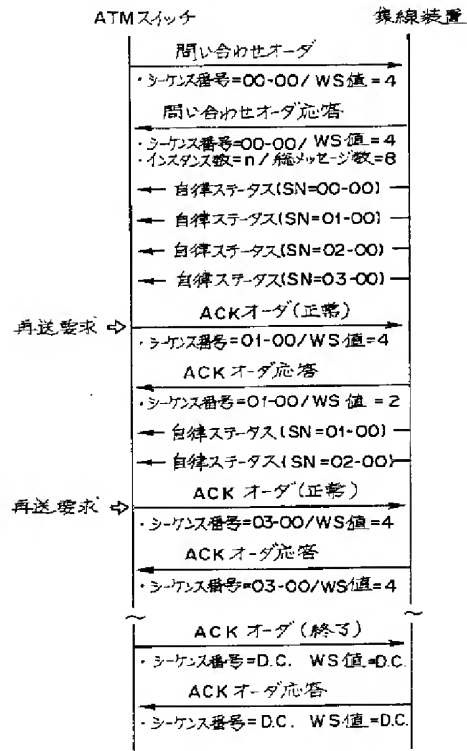 ATMスイッチ 集線装置
問い合わせオーダ
・シーケンス番号=00-00/WS値=4
問い合わせオーダ応答
・シーケンス番号=00-00/WS値=4
・インスタンス数=n/総メッセージ数=8
自律ステータス(SN=00-00)
自律ステータス(SN=01-00)
自律ステータス(SN=02-00)
自律ステータス(SN=03-00)
ACKオーダ(正常)
再送要求
・シーケンス番号=01-00/WS値=4
ACKオーダ応答
・シーケンス番号=01-00/WS値=2
自律ステータス(SN=01-00)
自律ステータス(SN=02-00)
ACKオーダ(正常)
再送要求
・シーケンス番号=03-00/WS値=4
ACKオーダ応答
・シーケンス番号=03-00/WS値=4
ACKオーダ(終了)
・シーケンス番号=D.C. WS値=D.C.
ACKオーダ応答
・シーケンス番号=D.C. WS値=D.C.